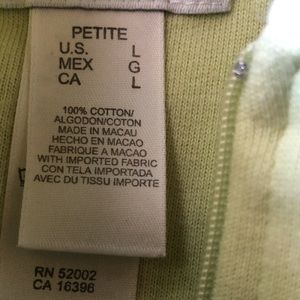 PETITE
U.S. L
MEX G
CA L
100% COTTON/
ALGODON/COTON
MADE IN MACAU
HECHO EN MACAO
FABRIQUE A MACAO
WITH IMPORTED FABRIC
CON TELA IMPORTADA
AVEC DU TISSU IMPORTE
RN 52002
CA 16396